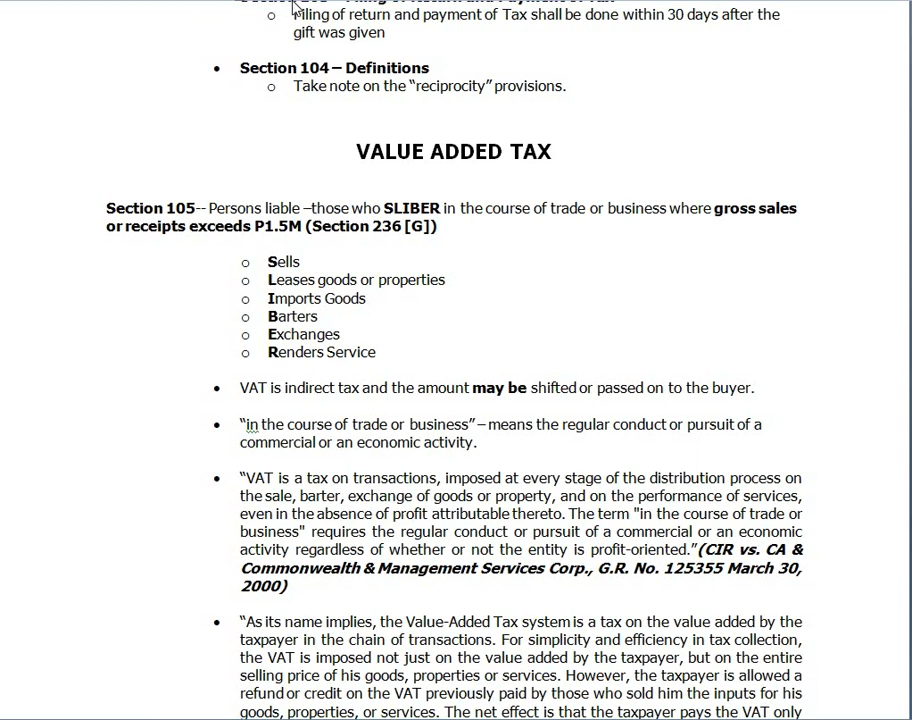 o Filing of return and payment of Tax shall be done within 30 days after the
gift was given
• Section 104 – Definitions
o Take note on the “reciprocity” provisions.
VALUE ADDED TAX
Section 105-- Persons liable –those who SLIBER in the course of trade or business where gross sales
or receipts exceeds P1.5M (Section 236 [G])
o Sells
o Leases goods or properties
o Imports Goods
o Barters
o Exchanges
o Renders Service
• VAT is indirect tax and the amount may be shifted or passed on to the buyer.
• “in the course of trade or business” – means the regular conduct or pursuit of a
commercial or an economic activity.
• “VAT is a tax on transactions, imposed at every stage of the distribution process on
the sale, barter, exchange of goods or property, and on the performance of services,
even in the absence of profit attributable thereto. The term "in the course of trade or
business" requires the regular conduct or pursuit of a commercial or an economic
activity regardless of whether or not the entity is profit-oriented.”(CIR vs. CA &
Commonwealth & Management Services Corp., G.R. No. 125355 March 30,
2000)
• “As its name implies, the Value-Added Tax system is a tax on the value added by the
taxpayer in the chain of transactions. For simplicity and efficiency in tax collection,
the VAT is imposed not just on the value added by the taxpayer, but on the entire
selling price of his goods, properties or services. However, the taxpayer is allowed a
refund or credit on the VAT previously paid by those who sold him the inputs for his
goods, properties, or services. The net effect is that the taxpayer pays the VAT only